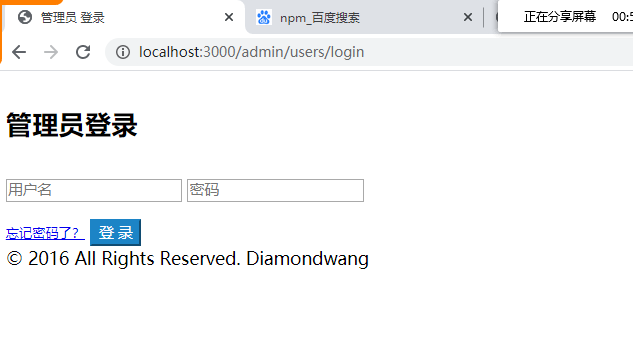 管理员 登录
npm_百度搜索
正在分享屏幕 00:5
localhost:3000/admin/users/login
管理员登录
用户名 密码
忘记密码了? 登录
© 2016 All Rights Reserved. Diamondwang